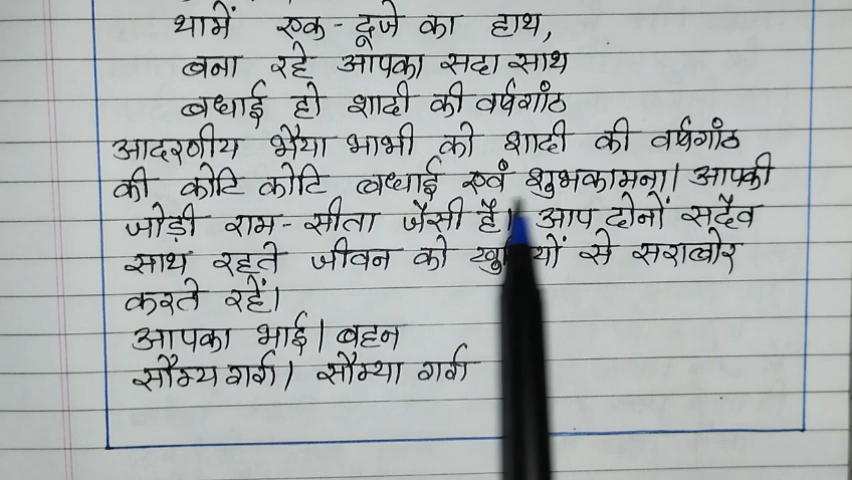 थामें एक-दूजे का हाथ,
बना रहे आपका सदा साथ
बधाई हो शादी की वर्षगांठ
आदरणीय भैया भाभी को शादी की वर्षगांठ
की कोटि कोटि बधाई एवं शुभकामना। आपकी
जोड़ी राम-सीता जैसी है। आप दोनों सदैव
साथ रहते जीवन को से सराबोर
करते रहें।
आपका भाई। बहन
सौम्य गर्ग। सौम्या गर्ग